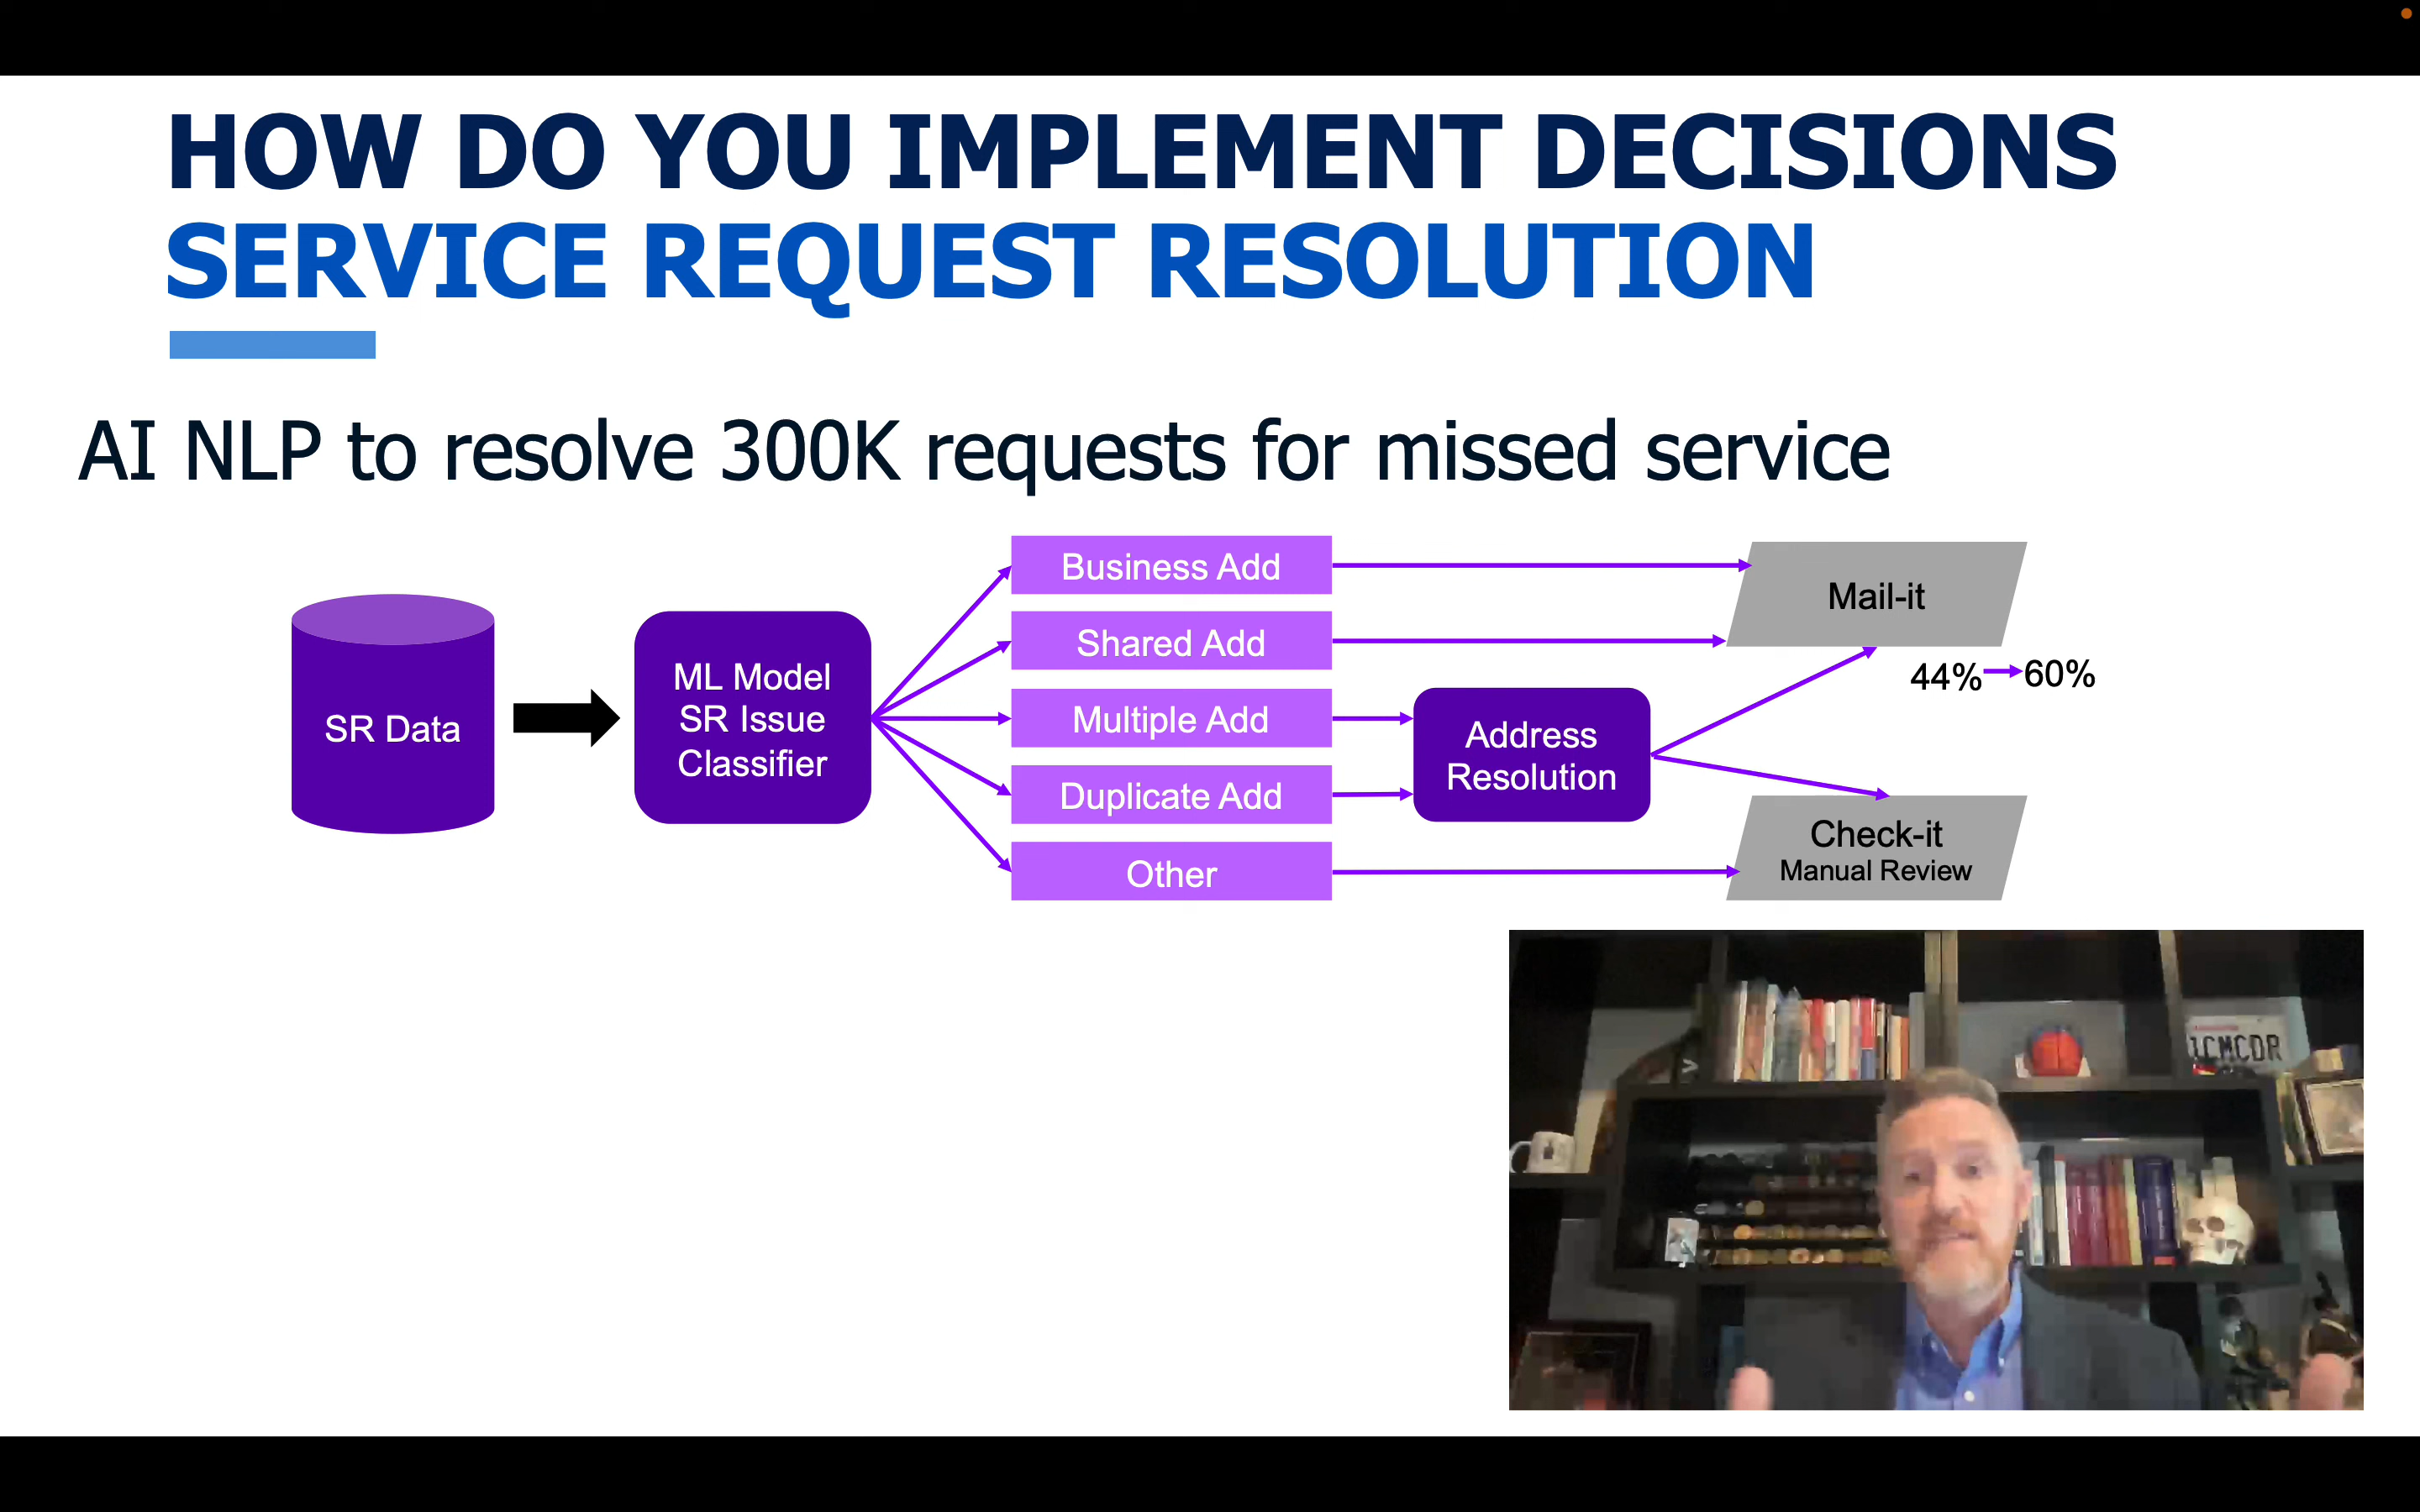 HOW DO YOU IMPLEMENT DECISIONS
SERVICE REQUEST RESOLUTION
AI NLP to resolve 300K requests for missed service
SR Data
ML Model
SR Issue
Classifier
Business Add
Shared Add
Multiple Add
Duplicate Add
Other
Address
Resolution
Mail-it
44%
60%
Check-it
Manual Review
1CMCDR